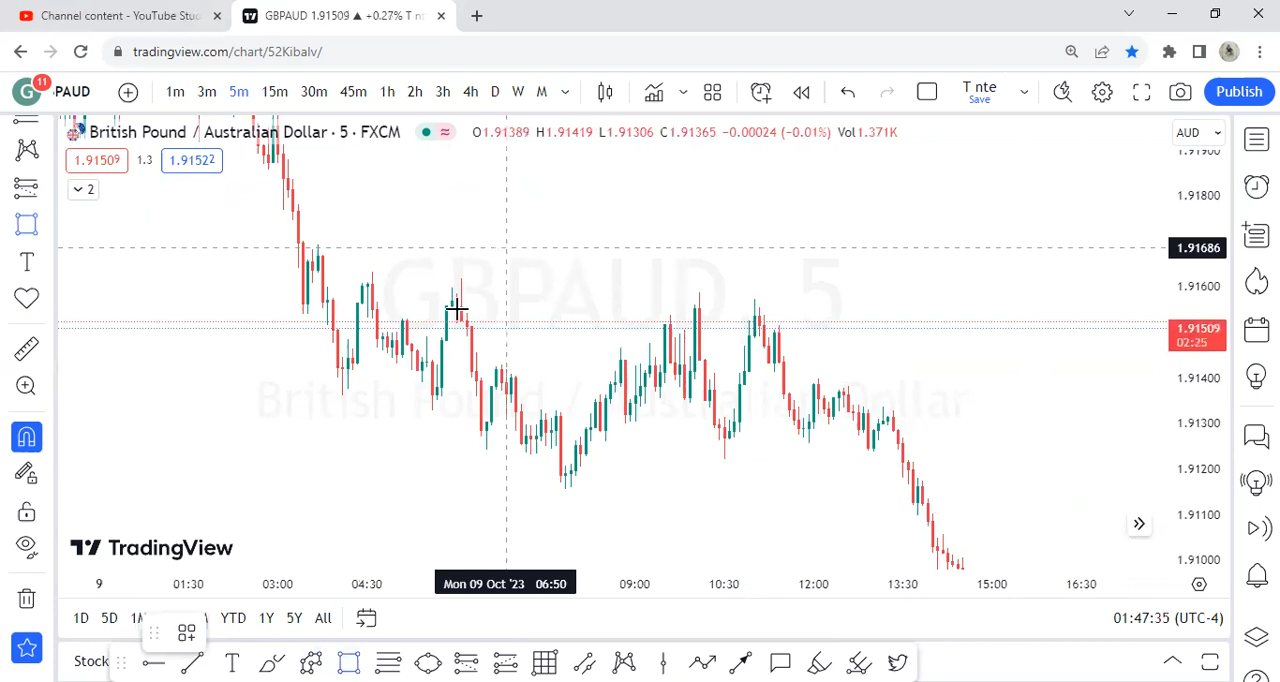 Channel content - YouTube Stu
GBPAUD 1.91509 ▲ +0.27% T nt
tradingview.com/chart/52Kibalv/
G 11 PAUD 1m 3m 5m 15m 30m 45m 1h 2h 3h 4h D W M T nte Save Publish
British Pound / Australian Dollar · 5 · FXCM O1.91389 H1.91419 L1.91306 C1.91365 -0.00024 (-0.01%) Vol1.371K AUD
1.91509 1.3 1.91522
2
1.91900
1.91800
1.91686
1.91600
1.91509
02:25
1.91400
1.91300
1.91200
1.91100
1.91000
GBPAUD 5
British Pound / Australian Dollar
TradingView
9 01:30 03:00 04:30 Mon 09 Oct '23 06:50 09:00 10:30 12:00 13:30 15:00 16:30
1D 5D 1M YTD 1Y 5Y All 01:47:35 (UTC-4)
Stock